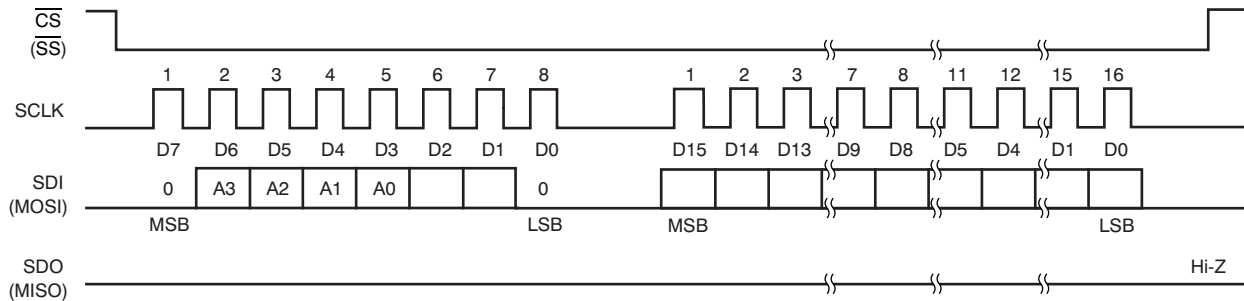 CS
(SS)
1 2 3 4 5 6 7 8 1 2 3 7 8 11 12 15 16
SCLK
D7 D6 D5 D4 D3 D2 D1 D0 D15 D14 D13 D9 D8 D5 D4 D1 D0
SDI
(MOSI)
0 A3 A2 A1 A0 0
MSB LSB MSB LSB
SDO
(MISO)
Hi-Z